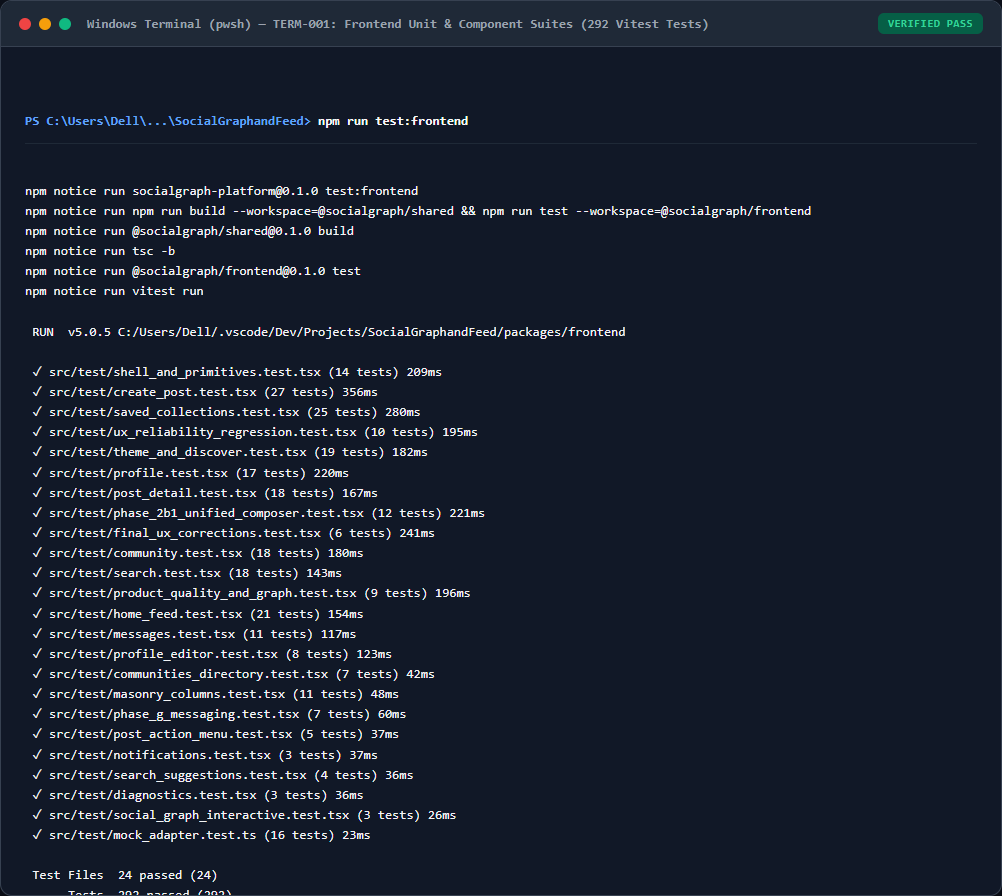 Windows Terminal (pwsh) — TERM-001: Frontend Unit & Component Suites (292 Vitest Tests)
VERIFIED PASS
PS C:\Users\Dell\...\SocialGraphandFeed> npm run test:frontend
npm notice run socialgraph-platform@0.1.0 test:frontend
npm notice run npm run build --workspace=@socialgraph/shared && npm run test --workspace=@socialgraph/frontend
npm notice run @socialgraph/shared@0.1.0 build
npm notice run tsc -b
npm notice run @socialgraph/frontend@0.1.0 test
npm notice run vitest run
RUN  v5.0.5 C:/Users/Dell/.vscode/Dev/Projects/SocialGraphandFeed/packages/frontend
✓ src/test/shell_and_primitives.test.tsx (14 tests) 209ms
✓ src/test/create_post.test.tsx (27 tests) 356ms
✓ src/test/saved_collections.test.tsx (25 tests) 280ms
✓ src/test/ux_reliability_regression.test.tsx (10 tests) 195ms
✓ src/test/theme_and_discover.test.tsx (19 tests) 182ms
✓ src/test/profile.test.tsx (17 tests) 220ms
✓ src/test/post_detail.test.tsx (18 tests) 167ms
✓ src/test/phase_2b1_unified_composer.test.tsx (12 tests) 221ms
✓ src/test/final_ux_corrections.test.tsx (6 tests) 241ms
✓ src/test/community.test.tsx (18 tests) 180ms
✓ src/test/search.test.tsx (18 tests) 143ms
✓ src/test/product_quality_and_graph.test.tsx (9 tests) 196ms
✓ src/test/home_feed.test.tsx (21 tests) 154ms
✓ src/test/messages.test.tsx (11 tests) 117ms
✓ src/test/profile_editor.test.tsx (8 tests) 123ms
✓ src/test/communities_directory.test.tsx (7 tests) 42ms
✓ src/test/masonry_columns.test.tsx (11 tests) 48ms
✓ src/test/phase_g_messaging.test.tsx (7 tests) 60ms
✓ src/test/post_action_menu.test.tsx (5 tests) 37ms
✓ src/test/notifications.test.tsx (3 tests) 37ms
✓ src/test/search_suggestions.test.tsx (4 tests) 36ms
✓ src/test/diagnostics.test.tsx (3 tests) 36ms
✓ src/test/social_graph_interactive.test.tsx (3 tests) 26ms
✓ src/test/mock_adapter.test.ts (16 tests) 23ms
Test Files  24 passed (24)
Tests  292 passed (292)